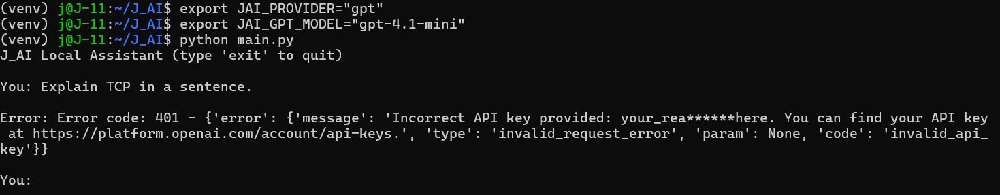 (venv) j@J-11:~/J_AI$ export JAI_PROVIDER="gpt"
(venv) j@J-11:~/J_AI$ export JAI_GPT_MODEL="gpt-4.1-mini"
(venv) j@J-11:~/J_AI$ python main.py
J_AI Local Assistant (type 'exit' to quit)
You: Explain TCP in a sentence.
Error: Error code: 401 - {'error': {'message': 'Incorrect API key provided: your_rea******here. You can find your API key
 at https://platform.openai.com/account/api-keys.', 'type': 'invalid_request_error', 'param': None, 'code': 'invalid_api_
key'}}
You: